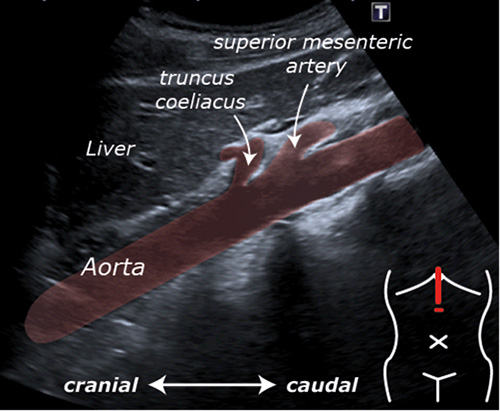 T
superior mesenteric
artery
truncus
coeliacus
Liver
Aorta
cranial
caudal